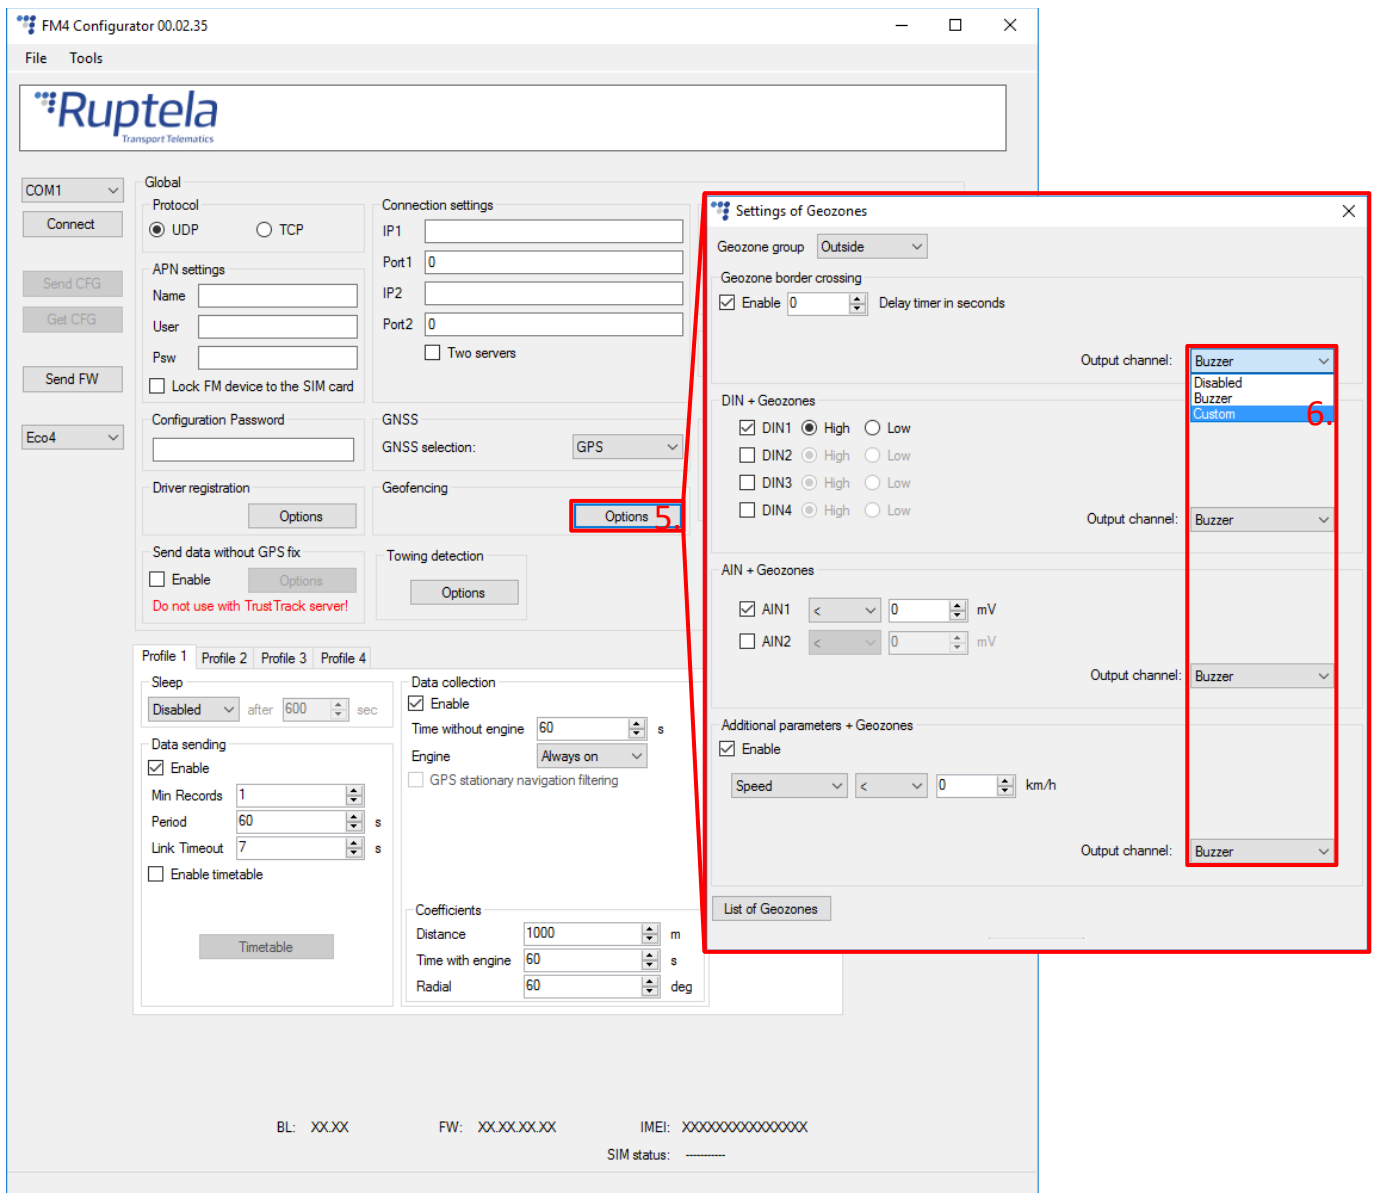 FM4 Configurator 00.02.35
File Tools
Ruptela
Transport Telematics
COM1
Connect
Send CFG
Get CFG
Send FW
Eco4
Global
Protocol
UDP TCP
APN settings
Name
User
Psw
Lock FM device to the SIM card
Configuration Password
Driver registration
Options
Send data without GPS fix
Enable Options
Do not use with TrustTrack server!
Connection settings
IP1
Port1 0
IP2
Port2 0
Two servers
GNSS
GNSS selection: GPS
Geofencing
Options 5.
Towing detection
Options
Profile 1 Profile 2 Profile 3 Profile 4
Sleep
Disabled after 600 sec
Data sending
Enable
Min Records 1
Period 60 s
Link Timeout 7 s
Enable timetable
Timetable
Data collection
Enable
Time without engine 60 s
Engine Always on
GPS stationary navigation filtering
Coefficients
Distance 1000 m
Time with engine 60 s
Radial 60 deg
BL: XX.XX FW: XX.XX.XX.XX IMEI: XXXXXXXXXXXXXXX
SIM status: -----------
Settings of Geozones
Geozone group Outside
Geozone border crossing
Enable 0 Delay timer in seconds
Output channel: Buzzer
Disabled
Buzzer
Custom 6.
DIN + Geozones
DIN1 High Low
DIN2 High Low
DIN3 High Low
DIN4 High Low
Output channel: Buzzer
AIN + Geozones
AIN1 < 0 mV
AIN2 < 0 mV
Output channel: Buzzer
Additional parameters + Geozones
Enable
Speed < 0 km/h
Output channel: Buzzer
List of Geozones